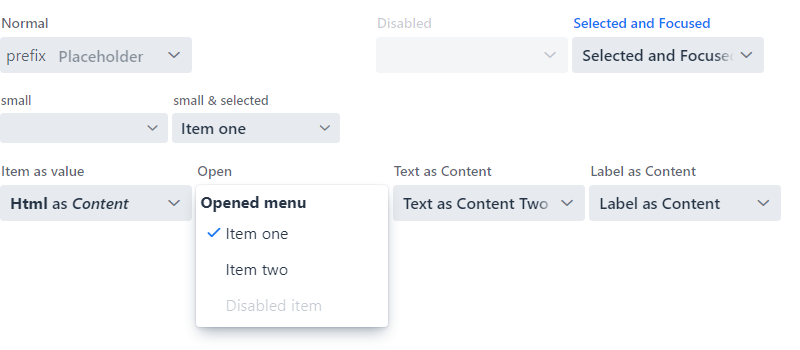 Normal
Disabled
Selected and Focused
prefix Placeholder
Selected and Focused
small
small & selected
Item one
Item as value
Open
Text as Content
Label as Content
Html as Content
Opened menu
Text as Content Two
Label as Content
Item one
Item two
Disabled item